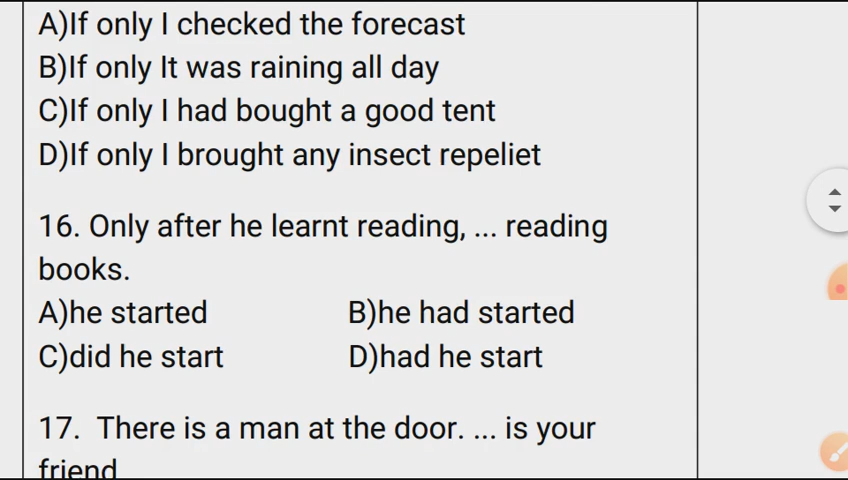 A)If only I checked the forecast
B)If only It was raining all day
C)If only I had bought a good tent
D)If only I brought any insect repeliet
16. Only after he learnt reading, ... reading
books.
A)he started B)he had started
C)did he start D)had he start
17. There is a man at the door. ... is your
friend